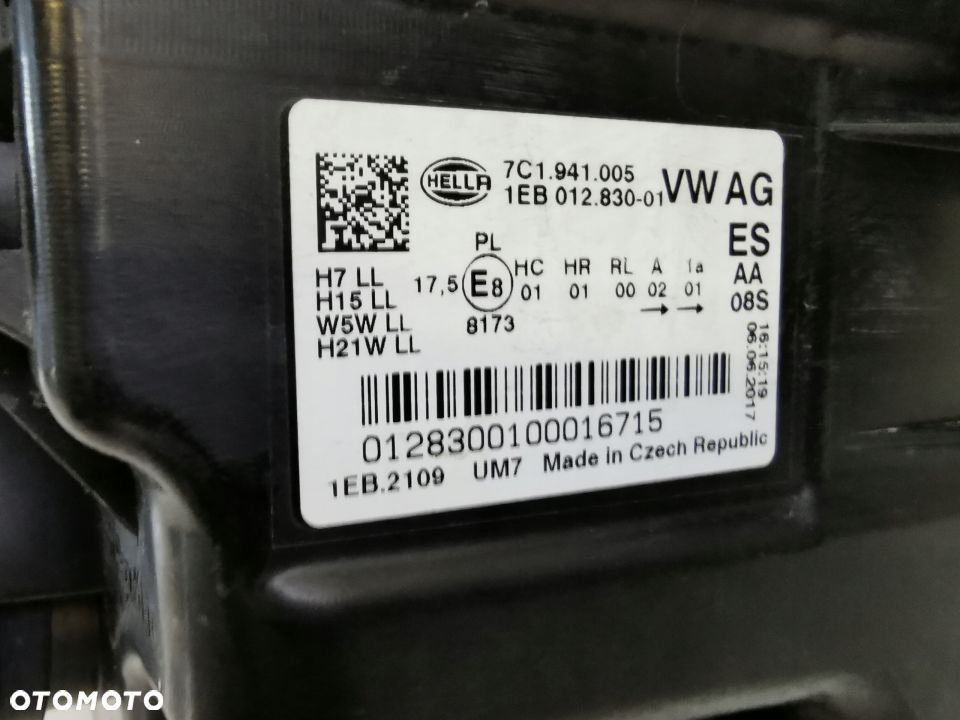 HELLA
7C1.941.005
1EB 012.830-01
VW AG
ES
AA
08S
PL
H7 LL
H15 LL
W5W LL
H21W LL
17,5 E8 HC HR RL A 1a
01 01 00 02 01
→ →
8173
16:15:19
06.06.2017
0128300100016715
1EB.2109 UM7 Made in Czech Republic
OTOMOTO